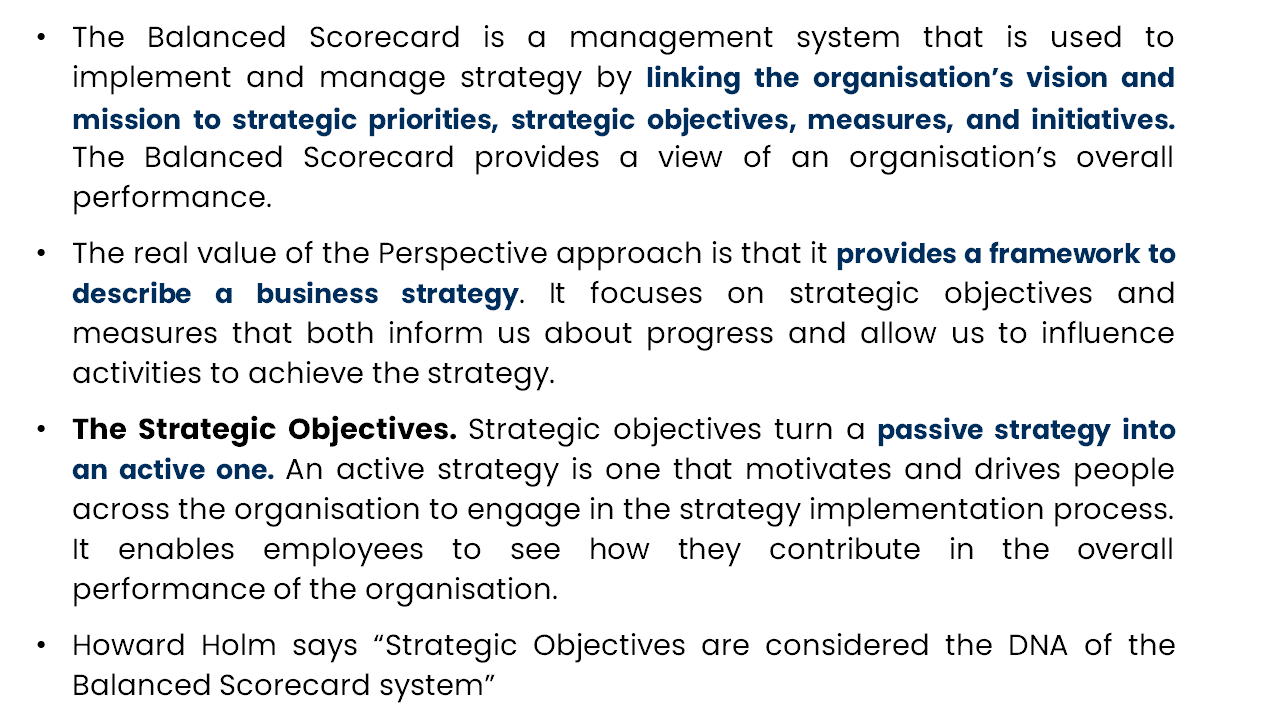 • The Balanced Scorecard is a management system that is used to
implement and manage strategy by linking the organisation’s vision and
mission to strategic priorities, strategic objectives, measures, and initiatives.
The Balanced Scorecard provides a view of an organisation’s overall
performance.
• The real value of the Perspective approach is that it provides a framework to
describe a business strategy. It focuses on strategic objectives and
measures that both inform us about progress and allow us to influence
activities to achieve the strategy.
• The Strategic Objectives. Strategic objectives turn a passive strategy into
an active one. An active strategy is one that motivates and drives people
across the organisation to engage in the strategy implementation process.
It enables employees to see how they contribute in the overall
performance of the organisation.
• Howard Holm says “Strategic Objectives are considered the DNA of the
Balanced Scorecard system”